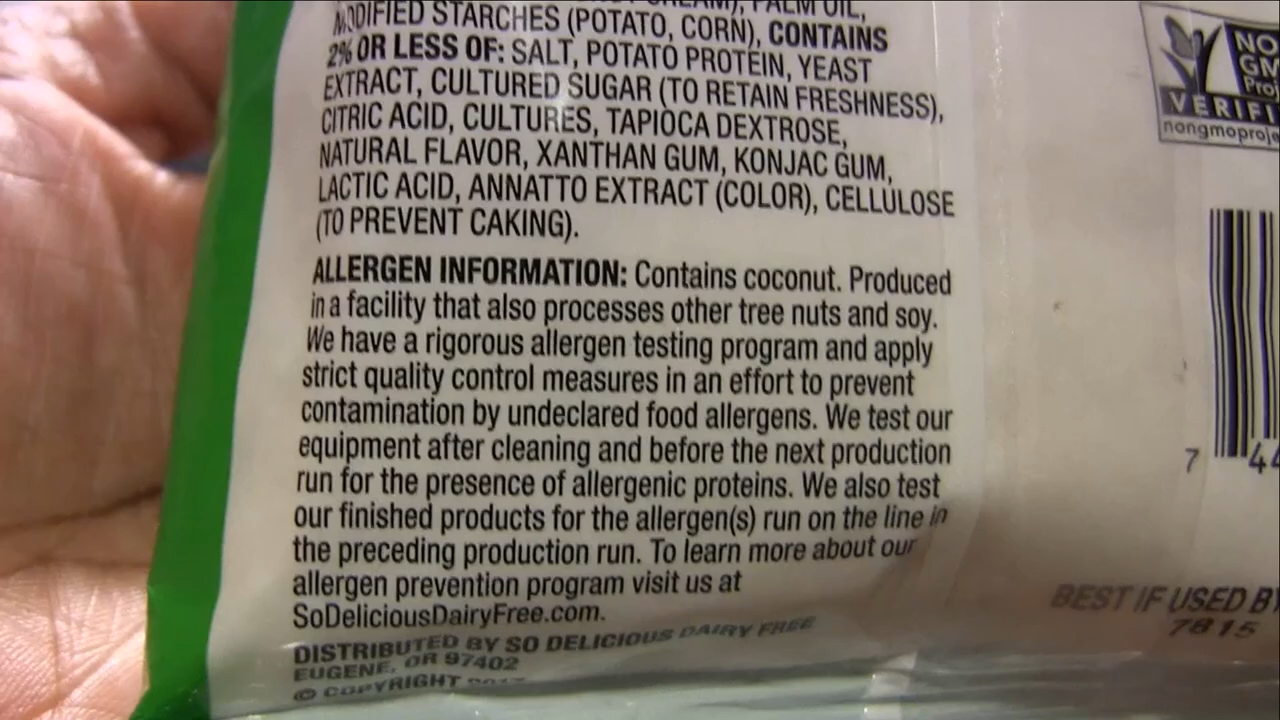 PALM OIL,
MODIFIED STARCHES (POTATO, CORN), CONTAINS
2% OR LESS OF: SALT, POTATO PROTEIN, YEAST
EXTRACT, CULTURED SUGAR (TO RETAIN FRESHNESS),
CITRIC ACID, CULTURES, TAPIOCA DEXTROSE,
NATURAL FLAVOR, XANTHAN GUM, KONJAC GUM,
LACTIC ACID, ANNATTO EXTRACT (COLOR), CELLULOSE
(TO PREVENT CAKING).
ALLERGEN INFORMATION: Contains coconut. Produced
in a facility that also processes other tree nuts and soy.
We have a rigorous allergen testing program and apply
strict quality control measures in an effort to prevent
contamination by undeclared food allergens. We test our
equipment after cleaning and before the next production
run for the presence of allergenic proteins. We also test
our finished products for the allergen(s) run on the line in
the preceding production run. To learn more about our
allergen prevention program visit us at
SoDeliciousDairyFree.com.
DISTRIBUTED BY SO DELICIOUS DAIRY FREE
EUGENE, OR 97402
© COPYRIGHT
NO
GM
Proj
VERIFI
nongmoproje
7 44
BEST IF USED BY
7815